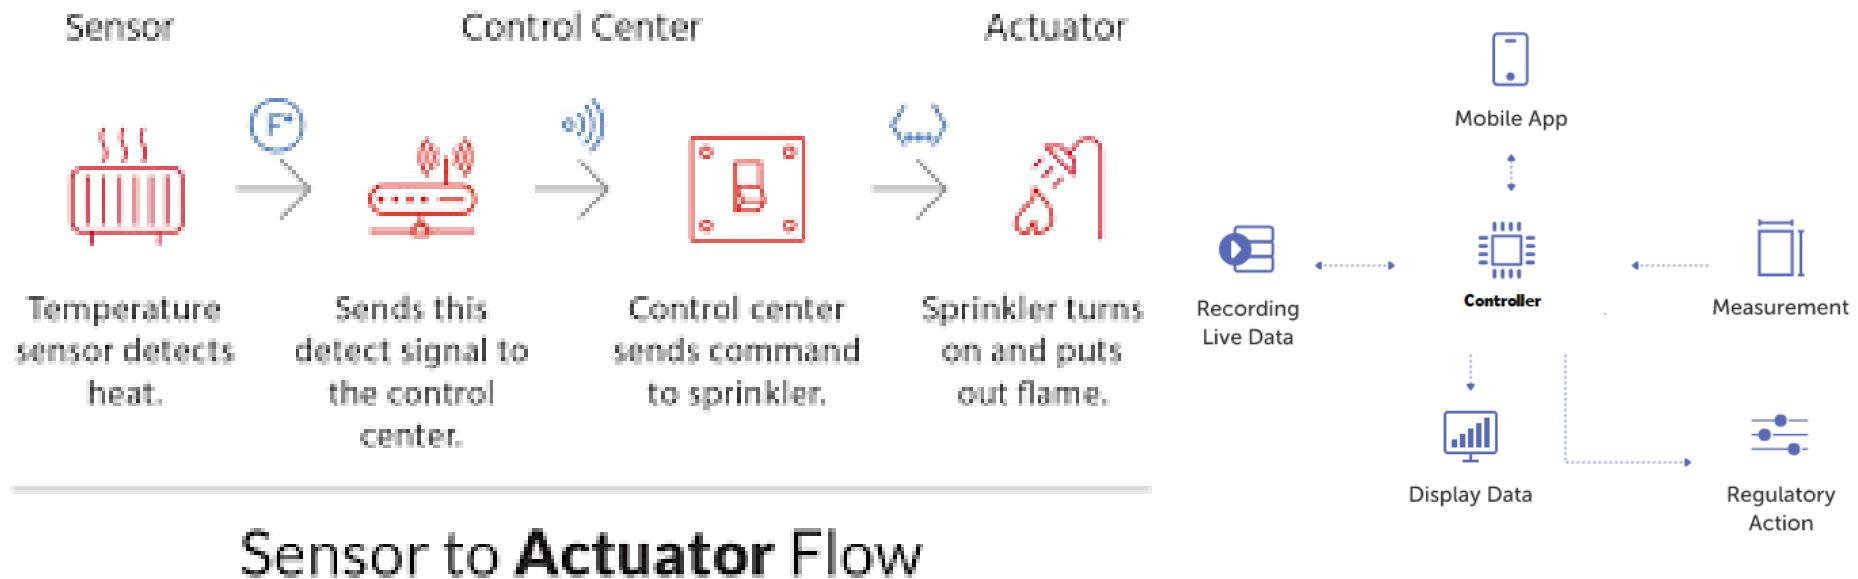 Sensor
Control Center
Actuator
F°
Temperature
sensor detects
heat.
Sends this
detect signal to
the control
center.
Control center
sends command
to sprinkler.
Sprinkler turns
on and puts
out flame.
Sensor to Actuator Flow
Mobile App
Recording
Live Data
Controller
Measurement
Display Data
Regulatory
Action